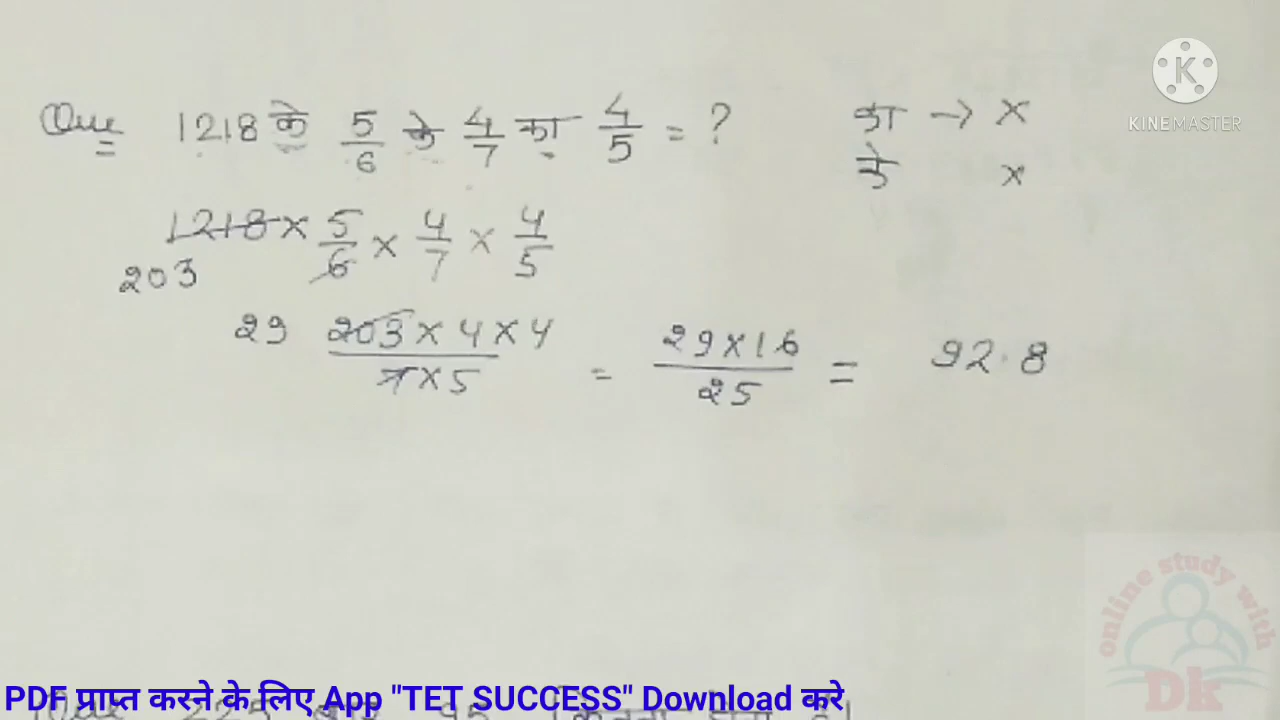 Que 1218 के 5/6 के 4/7 का 4/5 = ? का → ×
के ×
1218 × 5/6 × 4/7 × 4/5
203
29 203 × 4 × 4 / 7 × 5 = 29 × 16 / 25 = 92.8
KINEMASTER
online study with
Dk
PDF प्राप्त करने के लिए App "TET SUCCESS" Download करे